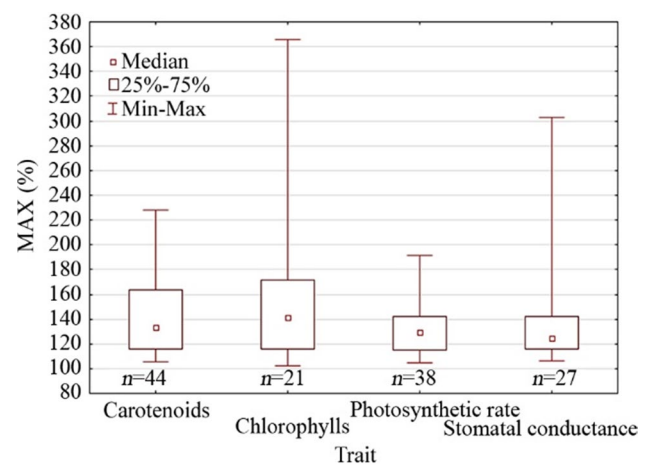 380
360
340
320
300
280
260
240
220
200
180
160
140
120
100
80
MAX (%)
Median
25%-75%
Min-Max
n=44
n=21
n=38
n=27
Carotenoids
Chlorophylls
Photosynthetic rate
Stomatal conductance
Trait